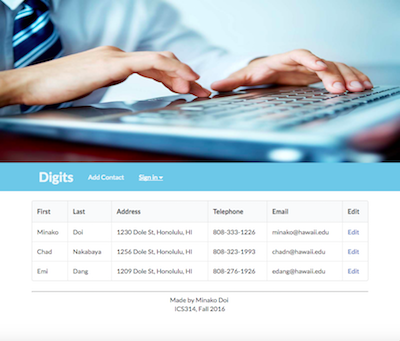 Digits Add Contact Sign in
First Last Address Telephone Email Edit
Minako Doi 1230 Dole St, Honolulu, HI 808-333-1226 minako@hawaii.edu Edit
Chad Nakabaya 1256 Dole St, Honolulu, HI 808-323-1993 chadn@hawaii.edu Edit
Emi Dang 1209 Dole St, Honolulu, HI 808-276-1926 edang@hawaii.edu Edit
Made by Minako Doi
ICS314, Fall 2016